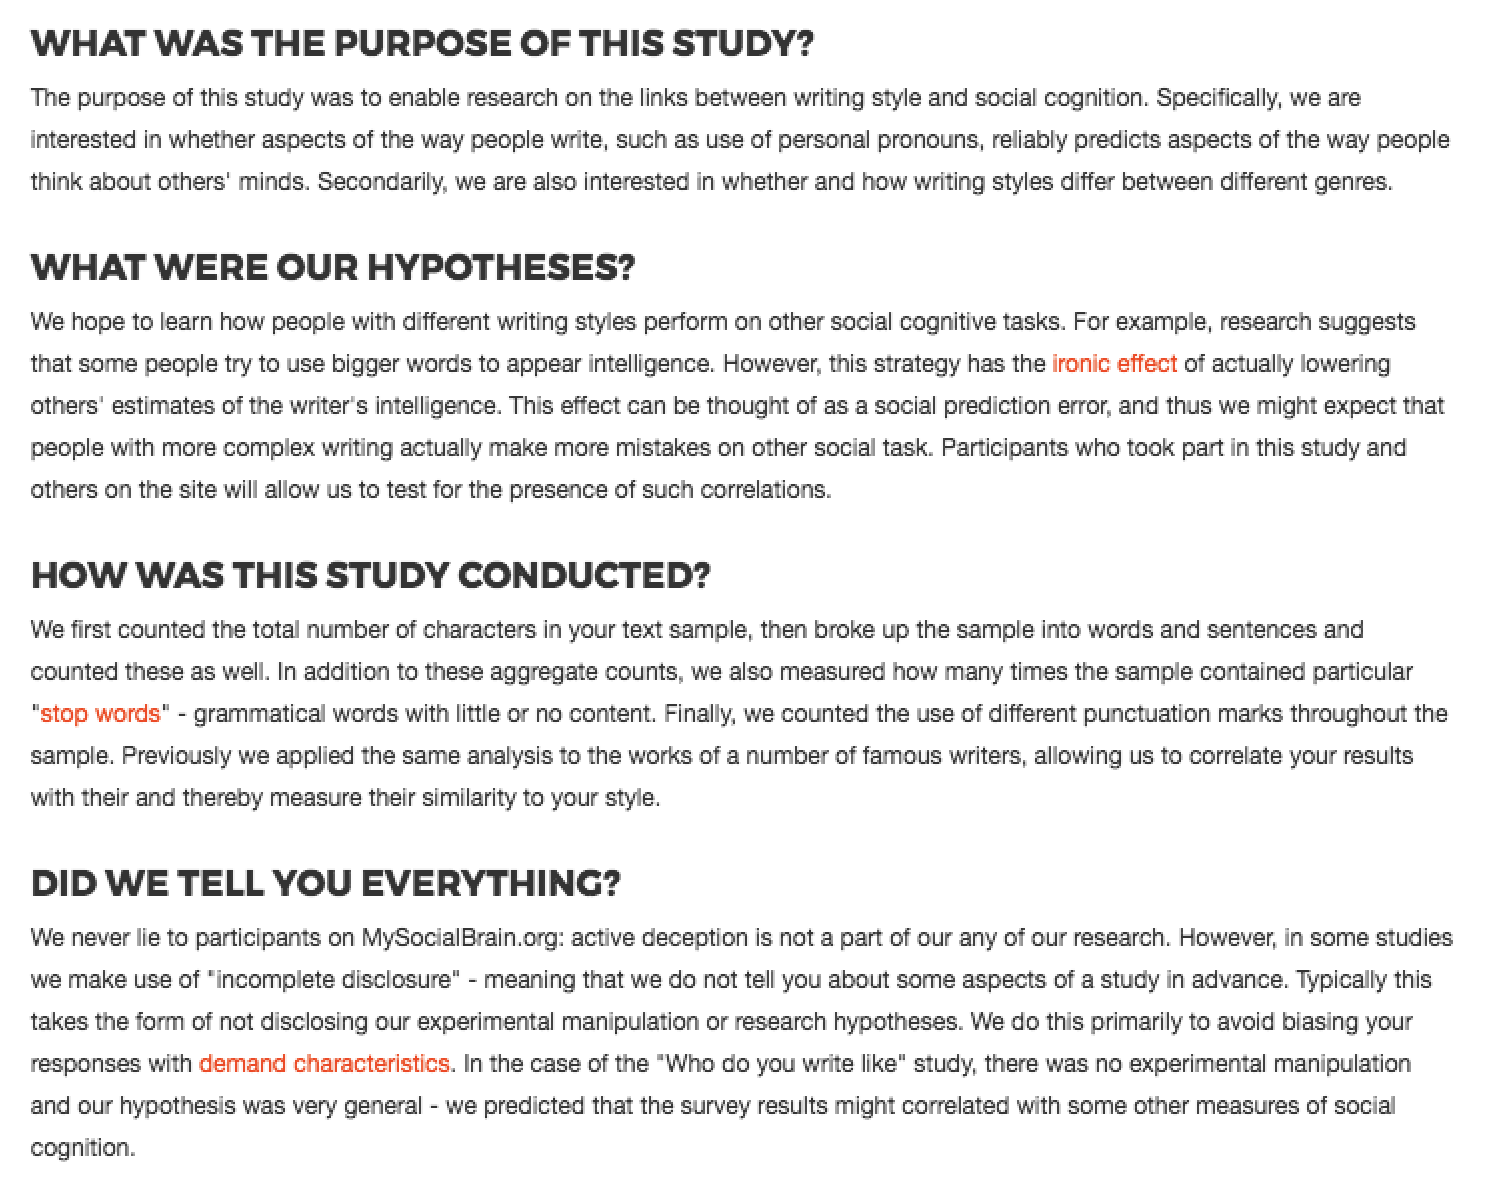 WHAT WAS THE PURPOSE OF THIS STUDY?
The purpose of this study was to enable research on the links between writing style and social cognition. Specifically, we are
interested in whether aspects of the way people write, such as use of personal pronouns, reliably predicts aspects of the way people
think about others' minds. Secondarily, we are also interested in whether and how writing styles differ between different genres.
WHAT WERE OUR HYPOTHESES?
We hope to learn how people with different writing styles perform on other social cognitive tasks. For example, research suggests
that some people try to use bigger words to appear intelligence. However, this strategy has the ironic effect of actually lowering
others' estimates of the writer's intelligence. This effect can be thought of as a social prediction error, and thus we might expect that
people with more complex writing actually make more mistakes on other social task. Participants who took part in this study and
others on the site will allow us to test for the presence of such correlations.
HOW WAS THIS STUDY CONDUCTED?
We first counted the total number of characters in your text sample, then broke up the sample into words and sentences and
counted these as well. In addition to these aggregate counts, we also measured how many times the sample contained particular
"stop words" - grammatical words with little or no content. Finally, we counted the use of different punctuation marks throughout the
sample. Previously we applied the same analysis to the works of a number of famous writers, allowing us to correlate your results
with their and thereby measure their similarity to your style.
DID WE TELL YOU EVERYTHING?
We never lie to participants on MySocialBrain.org: active deception is not a part of our any of our research. However, in some studies
we make use of "incomplete disclosure" - meaning that we do not tell you about some aspects of a study in advance. Typically this
takes the form of not disclosing our experimental manipulation or research hypotheses. We do this primarily to avoid biasing your
responses with demand characteristics. In the case of the "Who do you write like" study, there was no experimental manipulation
and our hypothesis was very general - we predicted that the survey results might correlated with some other measures of social
cognition.